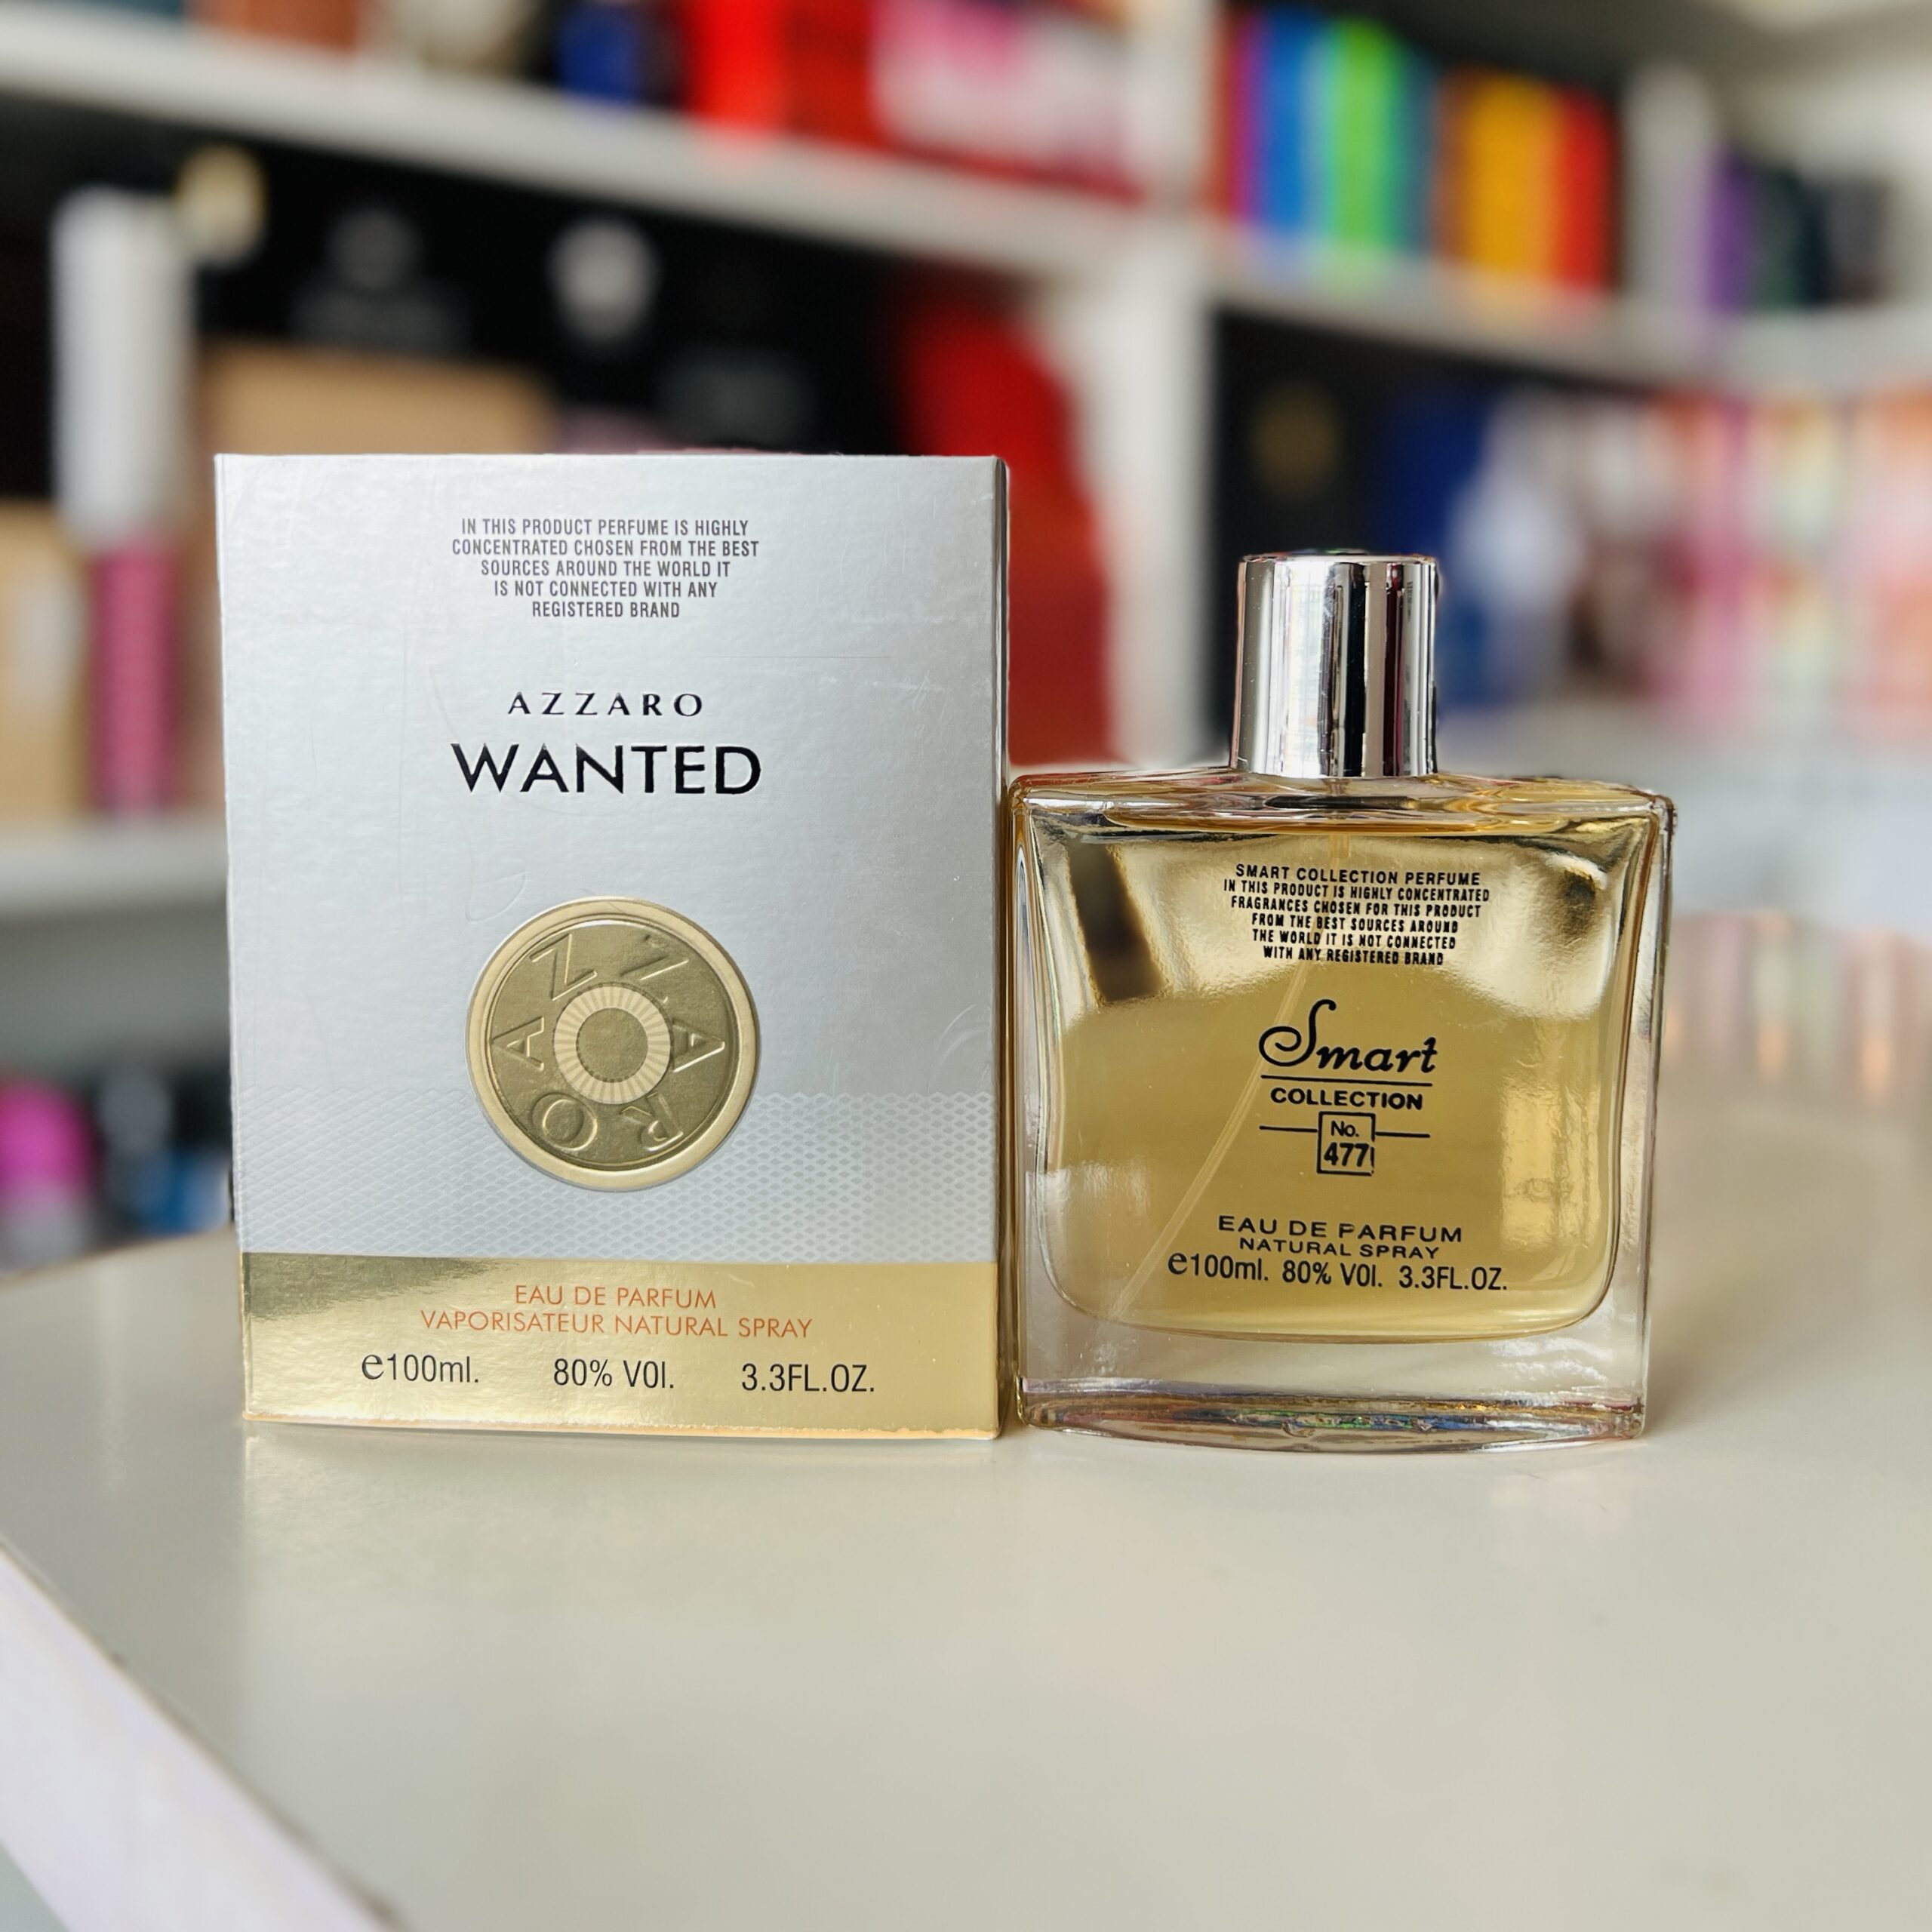 IN THIS PRODUCT PERFUME IS HIGHLY
CONCENTRATED CHOSEN FROM THE BEST
SOURCES AROUND THE WORLD IT
IS NOT CONNECTED WITH ANY
REGISTERED BRAND
AZZARO
WANTED
AZZARO
EAU DE PARFUM
VAPORISATEUR NATURAL SPRAY
e100ml. 80% VOl. 3.3FL.OZ.
SMART COLLECTION PERFUME
IN THIS PRODUCT IS HIGHLY CONCENTRATED
FRAGRANCES CHOSEN FOR THIS PRODUCT
FROM THE BEST SOURCES AROUND
THE WORLD IT IS NOT CONNECTED
WITH ANY REGISTERED BRAND
Smart
COLLECTION
No.
477
EAU DE PARFUM
NATURAL SPRAY
e100ml. 80% VOl. 3.3FL.OZ.